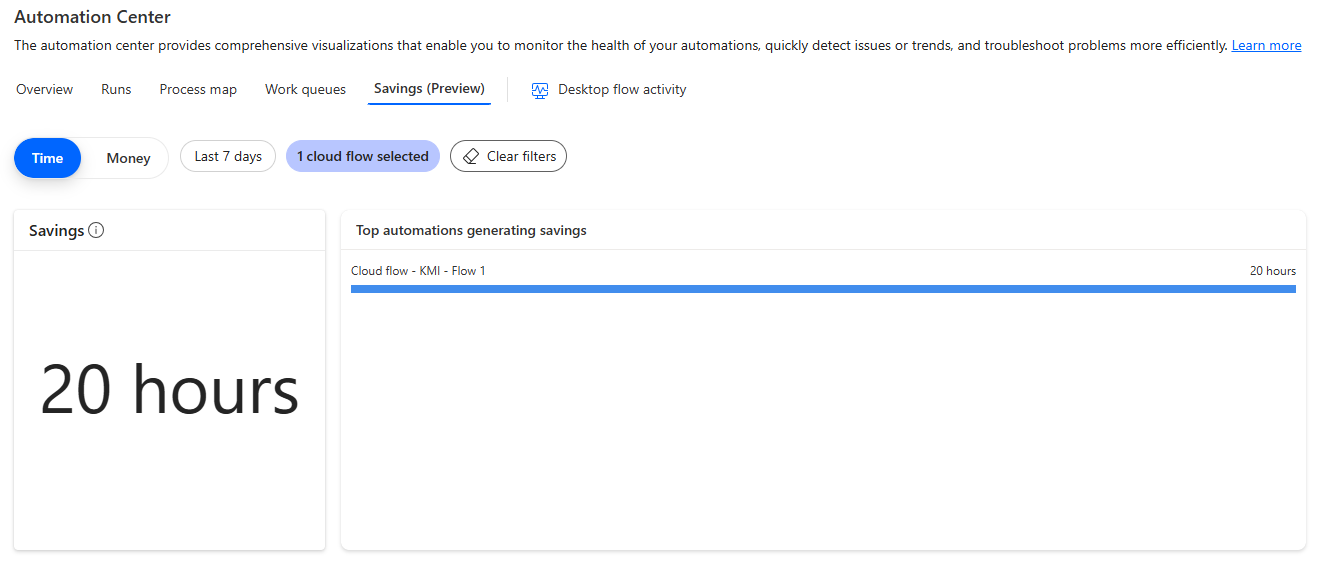 Automation Center
The automation center provides comprehensive visualizations that enable you to monitor the health of your automations, quickly detect issues or trends, and troubleshoot problems more efficiently. Learn more
Overview Runs Process map Work queues Savings (Preview) Desktop flow activity
Time Money Last 7 days 1 cloud flow selected Clear filters
Savings
Top automations generating savings
Cloud flow - KMI - Flow 1 20 hours
20 hours